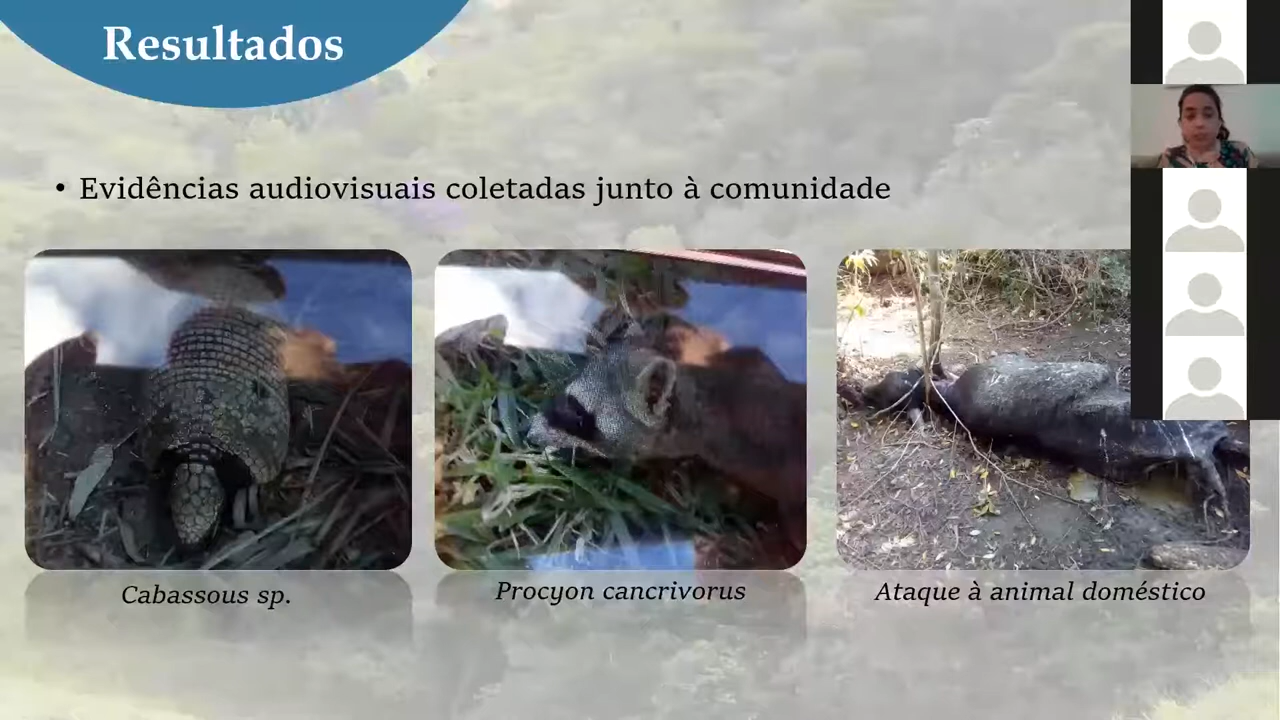 Resultados
• Evidências audiovisuais coletadas junto à comunidade
Cabassous sp.
Procyon cancrivorus
Ataque à animal doméstico